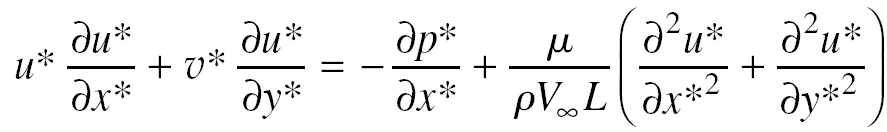 u* ∂u*/∂x* + v* ∂u*/∂y* = −∂p*/∂x* + μ/(ρV∞L) (∂²u*/∂x*² + ∂²u*/∂y*²)